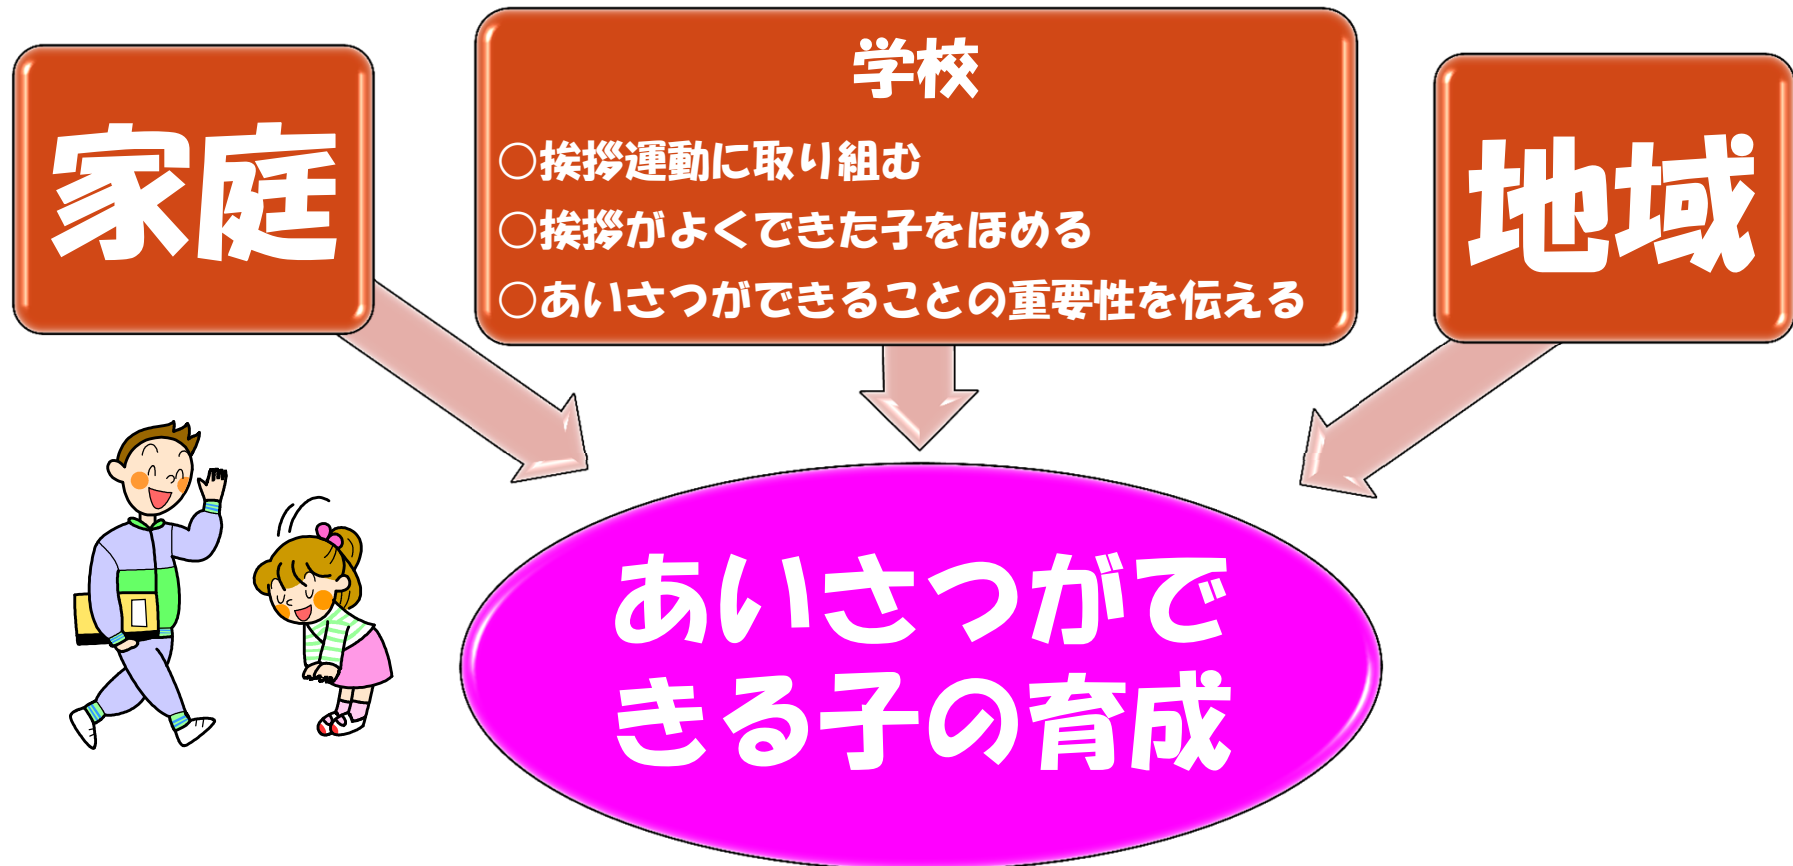 家庭
学校
○挨拶運動に取り組む
○挨拶がよくできた子をほめる
○あいさつができることの重要性を伝える
地域
あいさつがで
きる子の育成